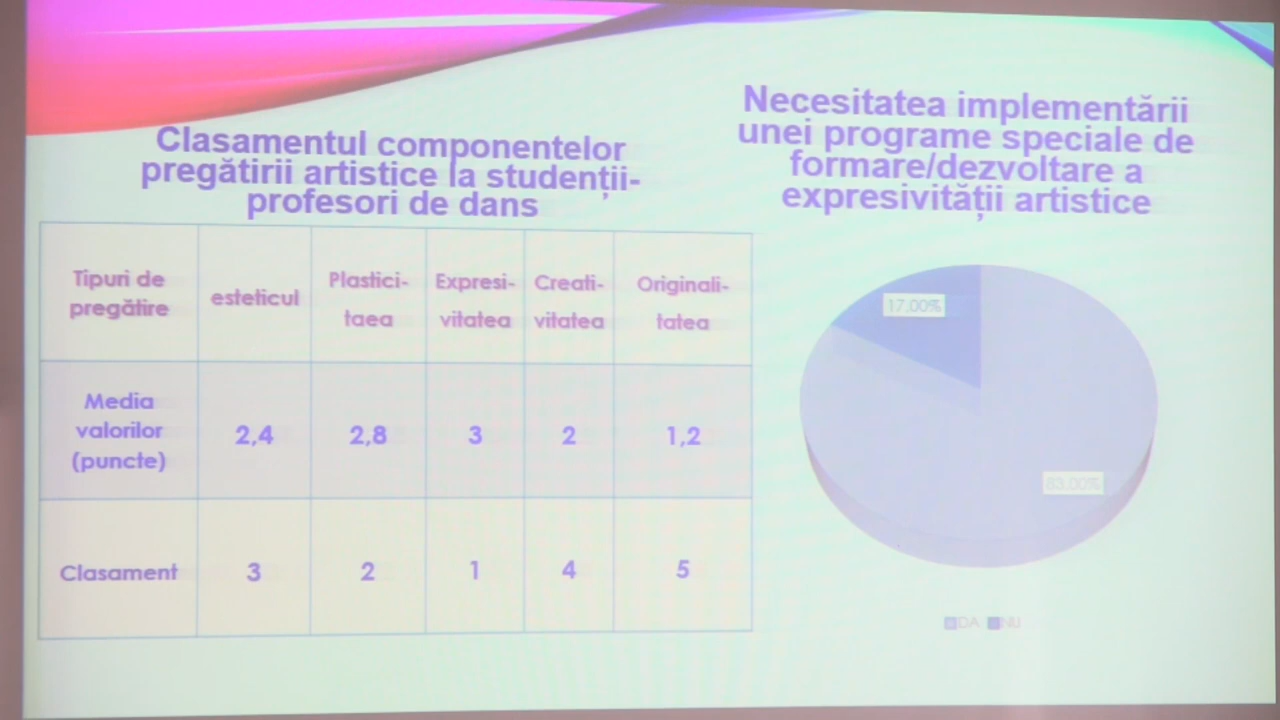 Clasamentul componentelor
pregătirii artistice la studenții-
profesori de dans
Tipuri de
pregătire
esteticul
Plastici-
taea
Expresi-
vitatea
Creati-
vitatea
Originali-
tatea
Media
valorilor
(puncte)
2,4
2,8
3
2
1,2
Clasament
3
2
1
4
5
Necesitatea implementării
unei programe speciale de
formare/dezvoltare a
expresivității artistice
17,00%
83,00%
DA NU